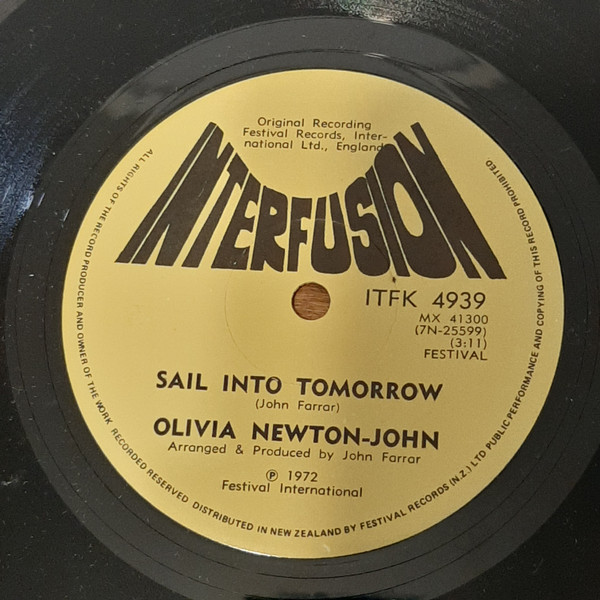 Original Recording
Festival Records, Inter-
national Ltd., England
INTERFUSION
ITFK 4939
MX 41300
(7N-25599)
(3:11)
FESTIVAL
SAIL INTO TOMORROW
(John Farrar)
OLIVIA NEWTON-JOHN
Arranged & Produced by John Farrar
℗ 1972
Festival International
ALL RIGHTS OF THE RECORD PRODUCER AND OWNER OF THE WORK RECORDED RESERVED DISTRIBUTED IN NEW ZEALAND BY FESTIVAL RECORDS (N.Z.) LTD PUBLIC PERFORMANCE AND COPYING OF THIS RECORD PROHIBITED